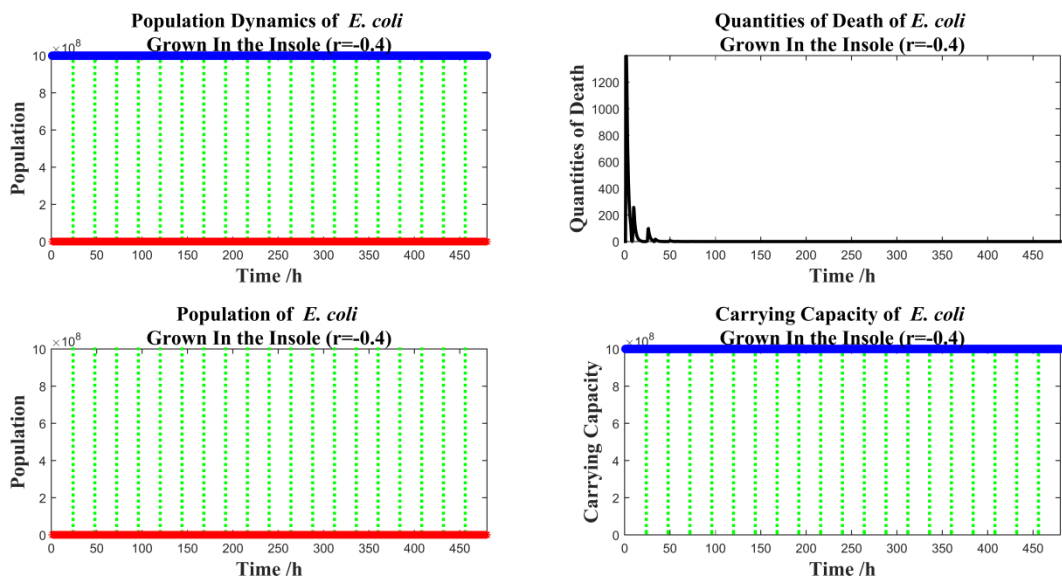 Population Dynamics of E. coli
Grown In the Insole (r=-0.4)
×10^8
10
8
6
4
2
0
Population
0 50 100 150 200 250 300 350 400 450
Time /h
Quantities of Death of E. coli
Grown In the Insole (r=-0.4)
1200
1000
800
600
400
200
0
Quantities of Death
0 50 100 150 200 250 300 350 400 450
Time /h
Population of E. coli
Grown In the Insole (r=-0.4)
×10^8
10
8
6
4
2
0
Population
0 50 100 150 200 250 300 350 400 450
Time /h
Carrying Capacity of E. coli
Grown In the Insole (r=-0.4)
×10^8
10
8
6
4
2
0
Carrying Capacity
0 50 100 150 200 250 300 350 400 450
Time /h